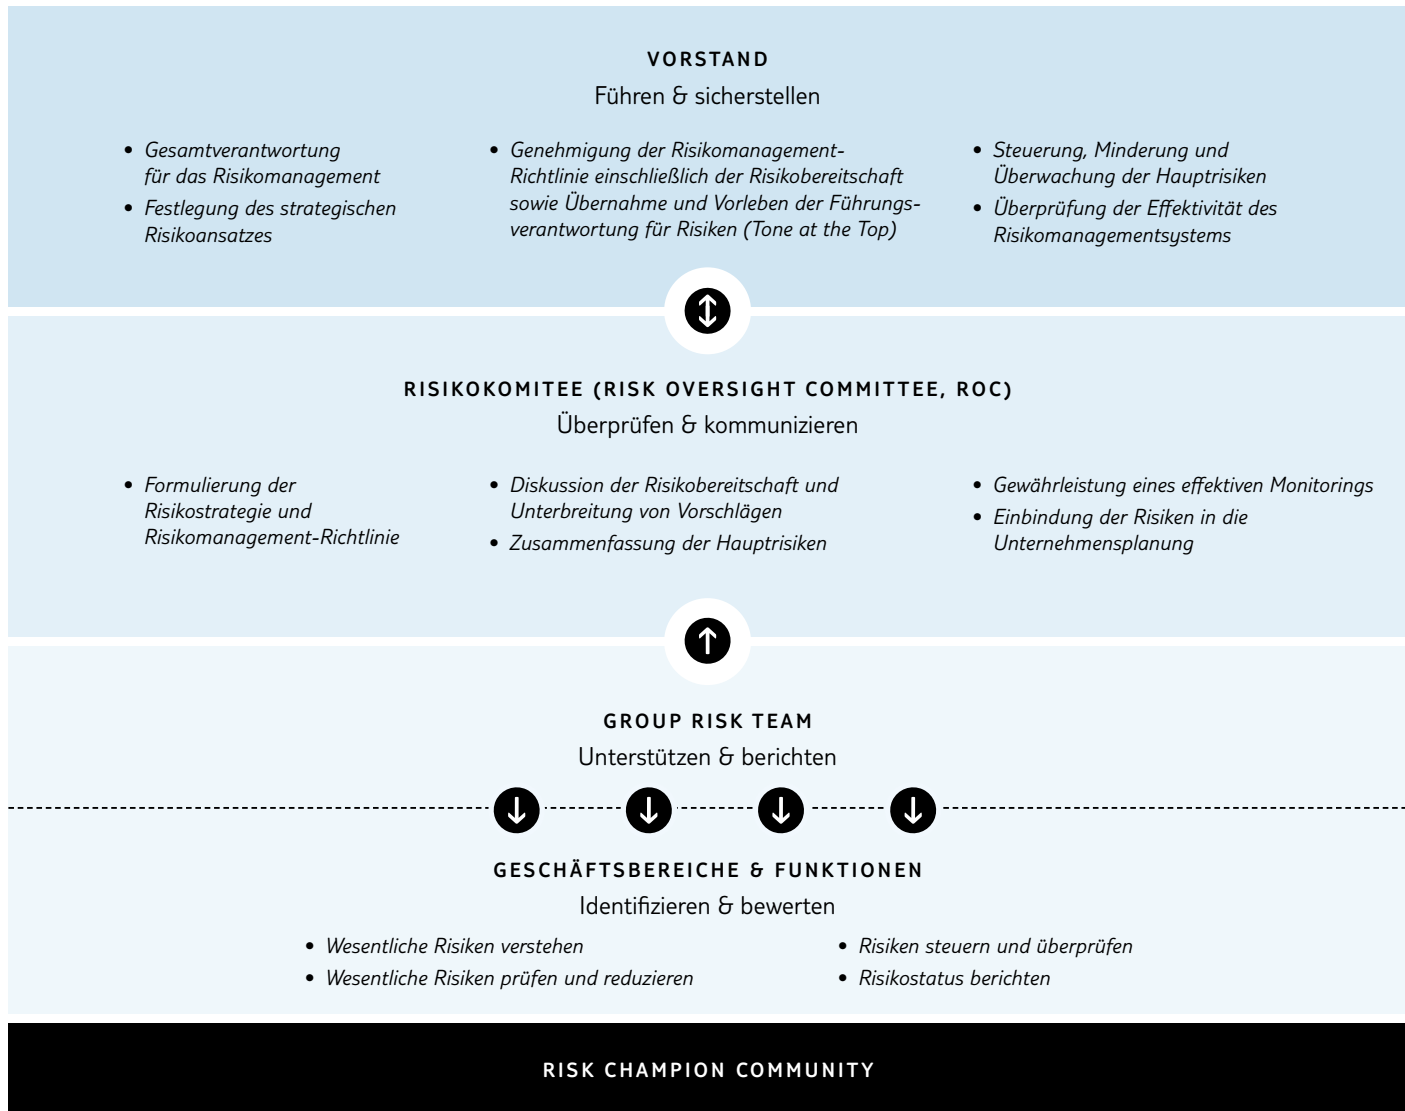 VORSTAND
Führen & sicherstellen
• Gesamtverantwortung
für das Risikomanagement
• Festlegung des strategischen
Risikoansatzes
• Genehmigung der Risikomanagement-
Richtlinie einschließlich der Risikobereitschaft
sowie Übernahme und Vorleben der Führungs-
verantwortung für Risiken (Tone at the Top)
• Steuerung, Minderung und
Überwachung der Hauptrisiken
• Überprüfung der Effektivität des
Risikomanagementsystems
RISIKOKOMITEE (RISK OVERSIGHT COMMITTEE, ROC)
Überprüfen & kommunizieren
• Formulierung der
Risikostrategie und
Risikomanagement-Richtlinie
• Diskussion der Risikobereitschaft und
Unterbreitung von Vorschlägen
• Zusammenfassung der Hauptrisiken
• Gewährleistung eines effektiven Monitorings
• Einbindung der Risiken in die
Unternehmensplanung
GROUP RISK TEAM
Unterstützen & berichten
GESCHÄFTSBEREICHE & FUNKTIONEN
Identifizieren & bewerten
• Wesentliche Risiken verstehen
• Wesentliche Risiken prüfen und reduzieren
• Risiken steuern und überprüfen
• Risikostatus berichten
RISK CHAMPION COMMUNITY